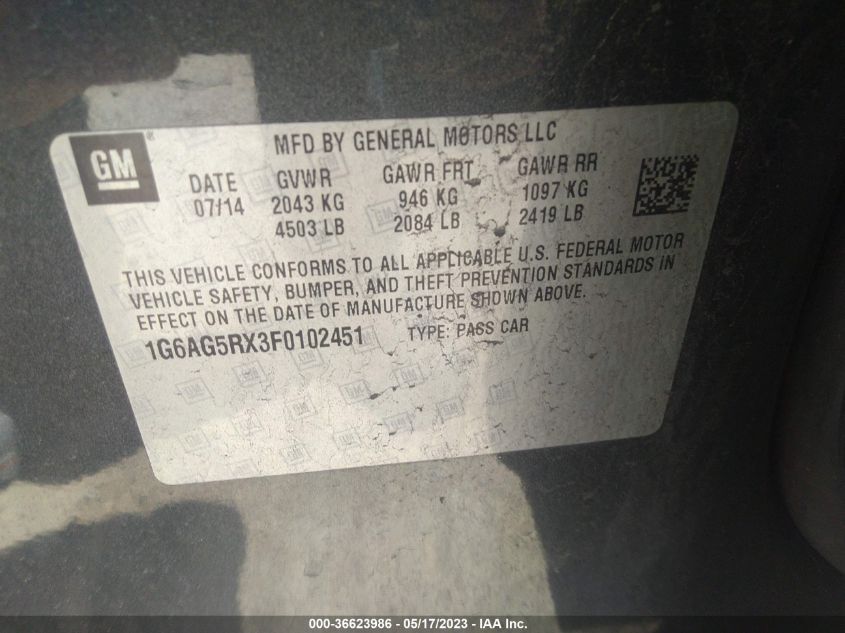 GM
®
MFD BY GENERAL MOTORS LLC
DATE GVWR GAWR FRT GAWR RR
07/14 2043 KG 946 KG 1097 KG
4503 LB 2084 LB 2419 LB
THIS VEHICLE CONFORMS TO ALL APPLICABLE U.S. FEDERAL MOTOR
VEHICLE SAFETY, BUMPER, AND THEFT PREVENTION STANDARDS IN
EFFECT ON THE DATE OF MANUFACTURE SHOWN ABOVE.
1G6AG5RX3F0102451 TYPE: PASS CAR
000-36623986 - 05/17/2023 - IAA Inc.